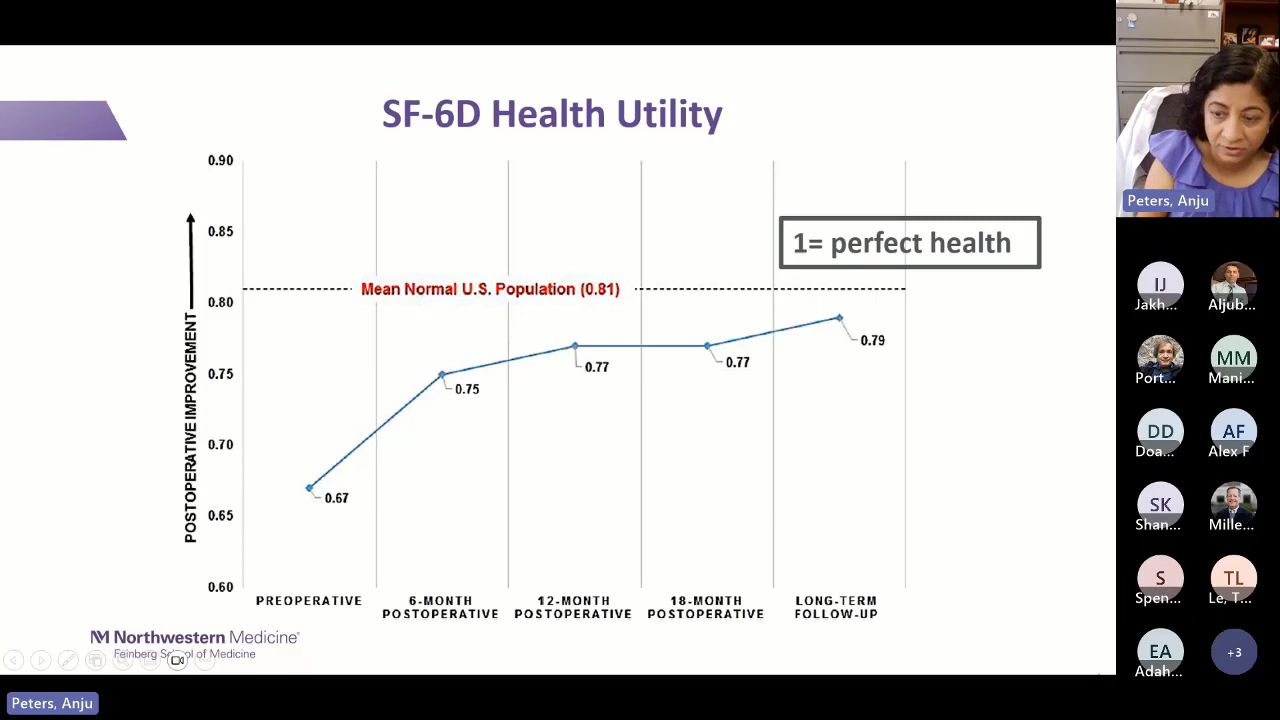 SF-6D Health Utility
0.90
0.85
0.80
0.75
0.70
0.65
0.60
POSTOPERATIVE IMPROVEMENT
1= perfect health
Mean Normal U.S. Population (0.81)
0.67
0.75
0.77
0.77
0.79
PREOPERATIVE
6-MONTH
POSTOPERATIVE
12-MONTH
POSTOPERATIVE
18-MONTH
POSTOPERATIVE
LONG-TERM
FOLLOW-UP
Northwestern Medicine®
Feinberg School of Medicine
Peters, Anju
Peters, Anju
IJ
Jakh...
Aljub...
Port...
MM
Mani...
DD
Doa...
AF
Alex F
SK
Shan...
Mille...
S
Spen...
TL
Le, T...
EA
Adah...
+3